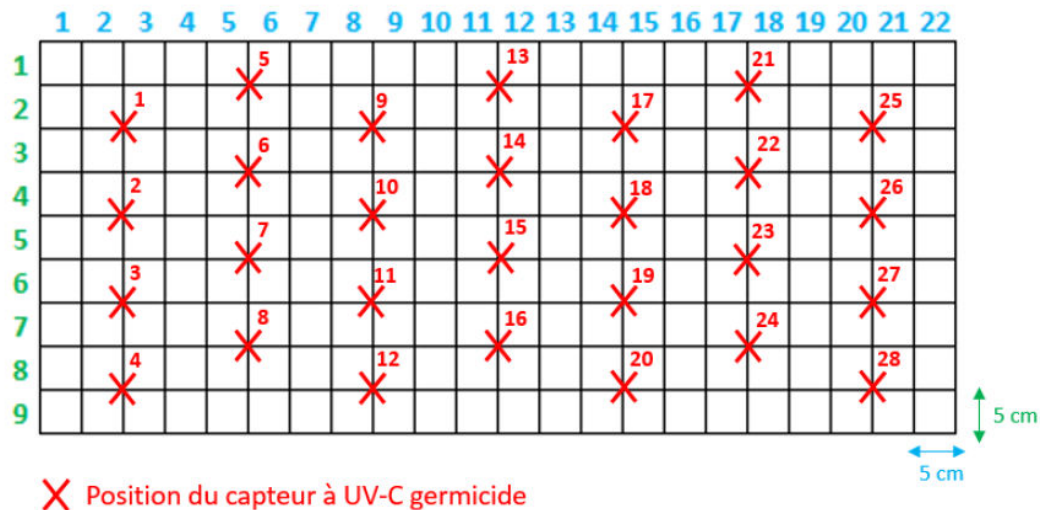 1 2 3 4 5 6 7 8 9 10 11 12 13 14 15 16 17 18 19 20 21 22
1 5 13 21
2 1 9 17 25
3 6 14 22
4 2 10 18 26
5 7 15 23
6 3 11 19 27
7 8 16 24
8 4 12 20 28
9 5 cm
5 cm
Position du capteur à UV-C germicide